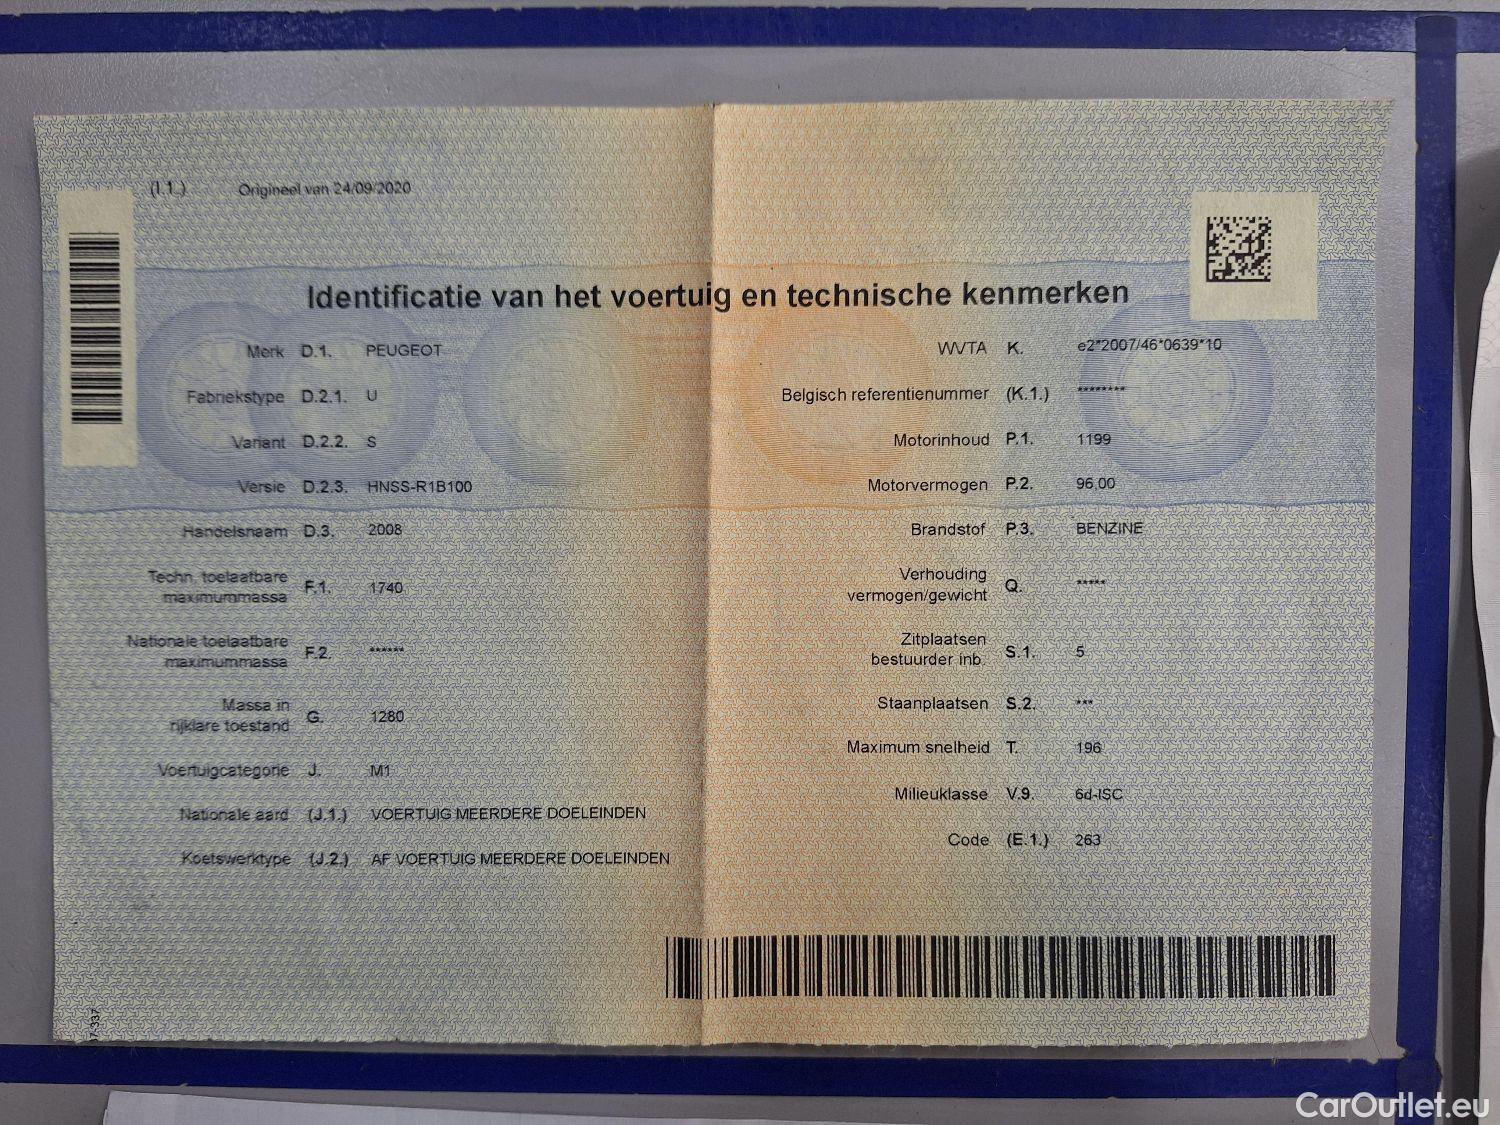 (I.1.) Origineel van 24/09/2020
Identificatie van het voertuig en technische kenmerken
Merk D.1. PEUGEOT
Fabriekstype D.2.1. U
Variant D.2.2. S
Versie D.2.3. HNSS-R1B100
Handelsnaam D.3. 2008
Techn. toelaatbare
maximummassa F.1. 1740
Nationale toelaatbare
maximummassa F.2. ******
Massa in
rijklare toestand G. 1280
Voertuigcategorie J. M1
Nationale aard (J.1.) VOERTUIG MEERDERE DOELEINDEN
Koetswerktype (J.2.) AF VOERTUIG MEERDERE DOELEINDEN
WVTA K. e2*2007/46*0639*10
Belgisch referentienummer (K.1.) ********
Motorinhoud P.1. 1199
Motorvermogen P.2. 96,00
Brandstof P.3. BENZINE
Verhouding
vermogen/gewicht Q. *****
Zitplaatsen
bestuurder inb. S.1. 5
Staanplaatsen S.2. ***
Maximum snelheid T. 196
Milieuklasse V.9. 6d-ISC
Code (E.1.) 263
CarOutlet.eu